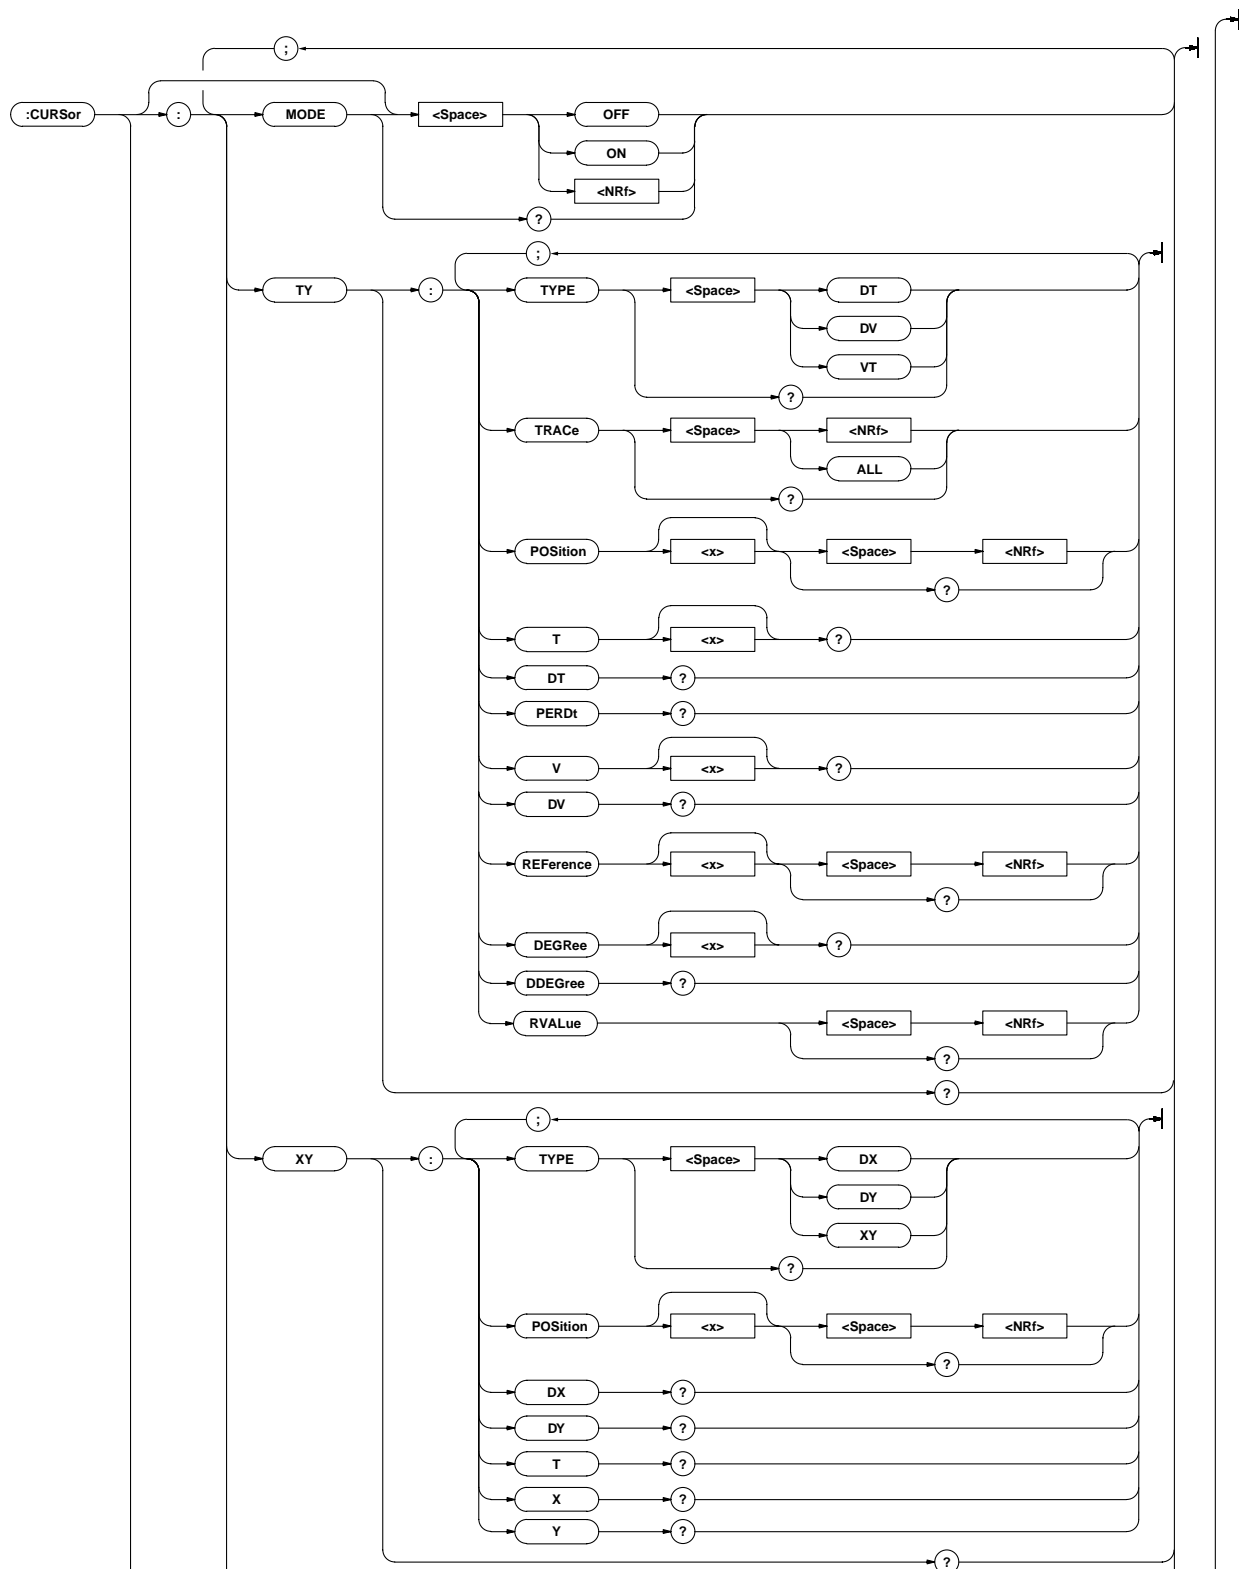 ;
:CURSor : MODE <Space> OFF
ON
<NRf>
?
;
TY : TYPE <Space> DT
DV
VT
?
TRACe <Space> <NRf>
ALL
?
POSition <x> <Space> <NRf>
?
T <x> ?
DT ?
PERDt ?
V <x> ?
DV ?
REFerence <x> <Space> <NRf>
?
DEGRee <x> ?
DDEGree ?
RVALue <Space> <NRf>
?
?
;
XY : TYPE <Space> DX
DY
XY
?
POSition <x> <Space> <NRf>
?
DX ?
DY ?
T ?
X ?
Y ?
?